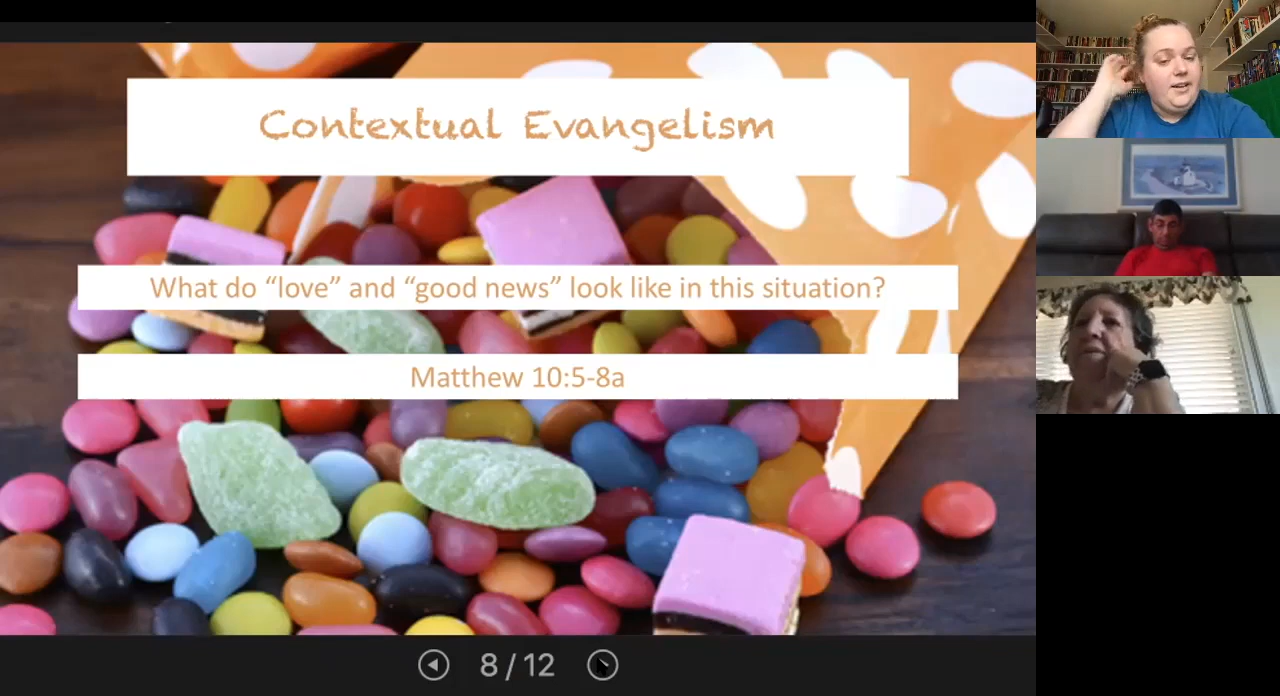 Contextual Evangelism
What do “love” and “good news” look like in this situation?
Matthew 10:5-8a
8 / 12